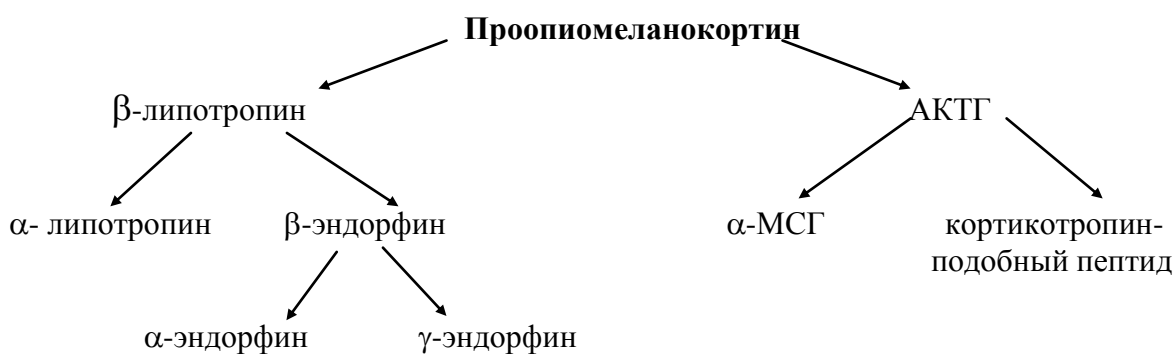 Проопиомеланокортин
β-липотропин АКТГ
α- липотропин β-эндорфин α-МСГ кортикотропин-
подобный пептид
α-эндорфин γ-эндорфин